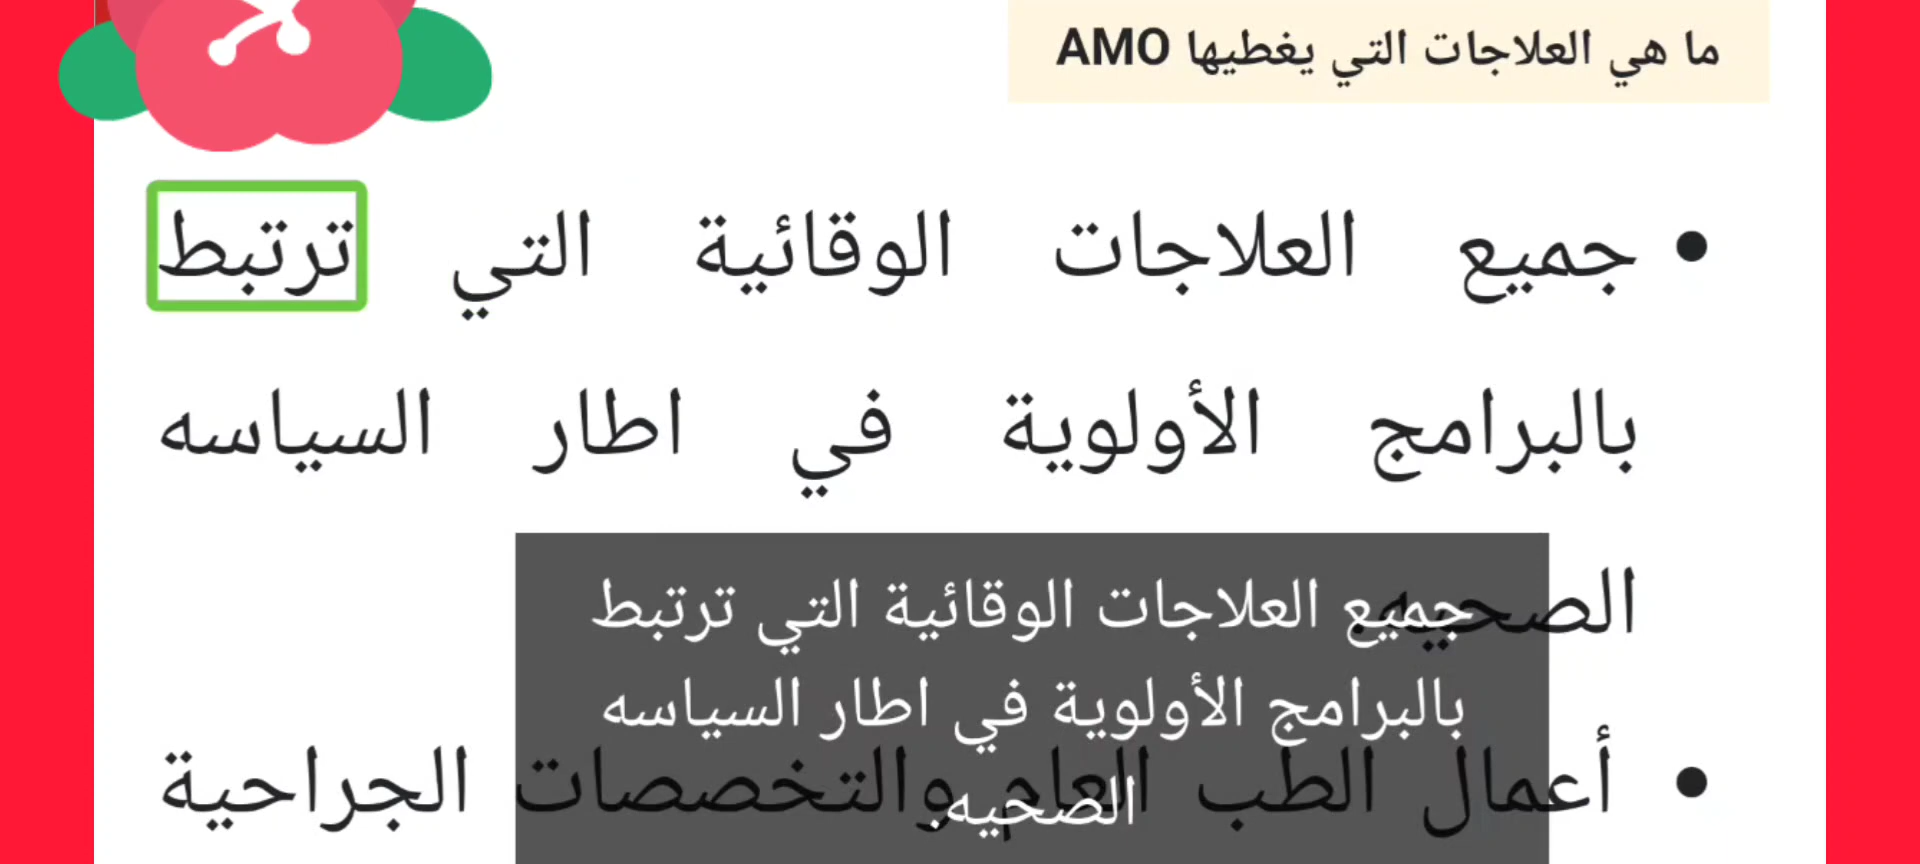 ما هي العلاجات التي يغطيها AMO
جميع العلاجات الوقائية التي ترتبط
بالبرامج الأولوية في اطار السياسه
الصحيه
أعمال الطب العام والتخصصات الجراحية
جميع العلاجات الوقائية التي ترتبط
بالبرامج الأولوية في اطار السياسه
الصحيه.